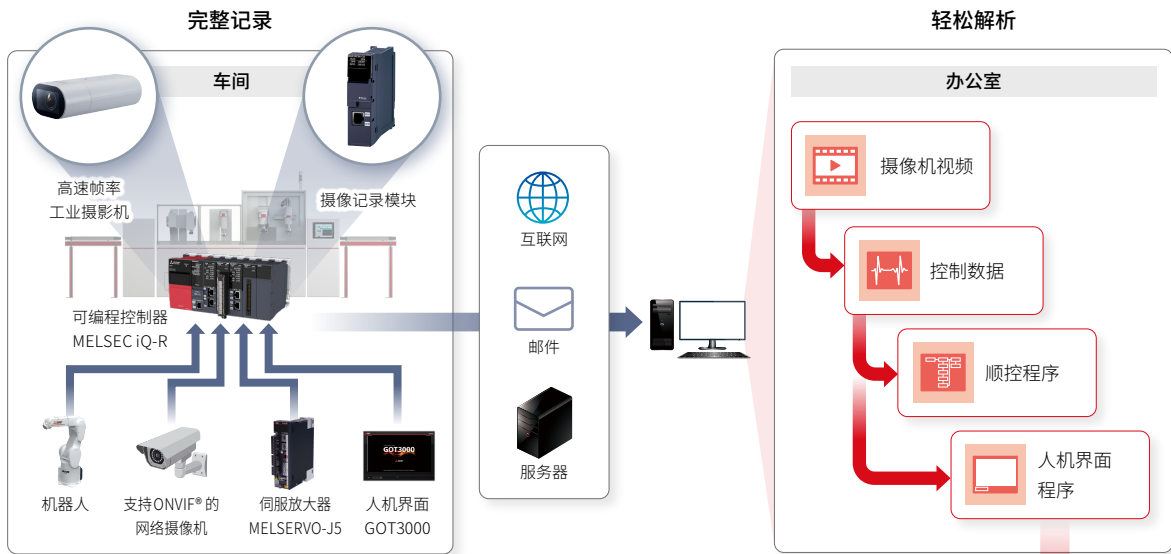 完整记录
车间
高速帧率
工业摄影机
摄像记录模块
可编程控制器
MELSEC iQ-R
机器人
支持ONVIF® 的
网络摄像机
伺服放大器
MELSERVO-J5
GOT3000
人机界面
GOT3000
互联网
邮件
服务器
轻松解析
办公室
摄像机视频
控制数据
顺控程序
人机界面
程序